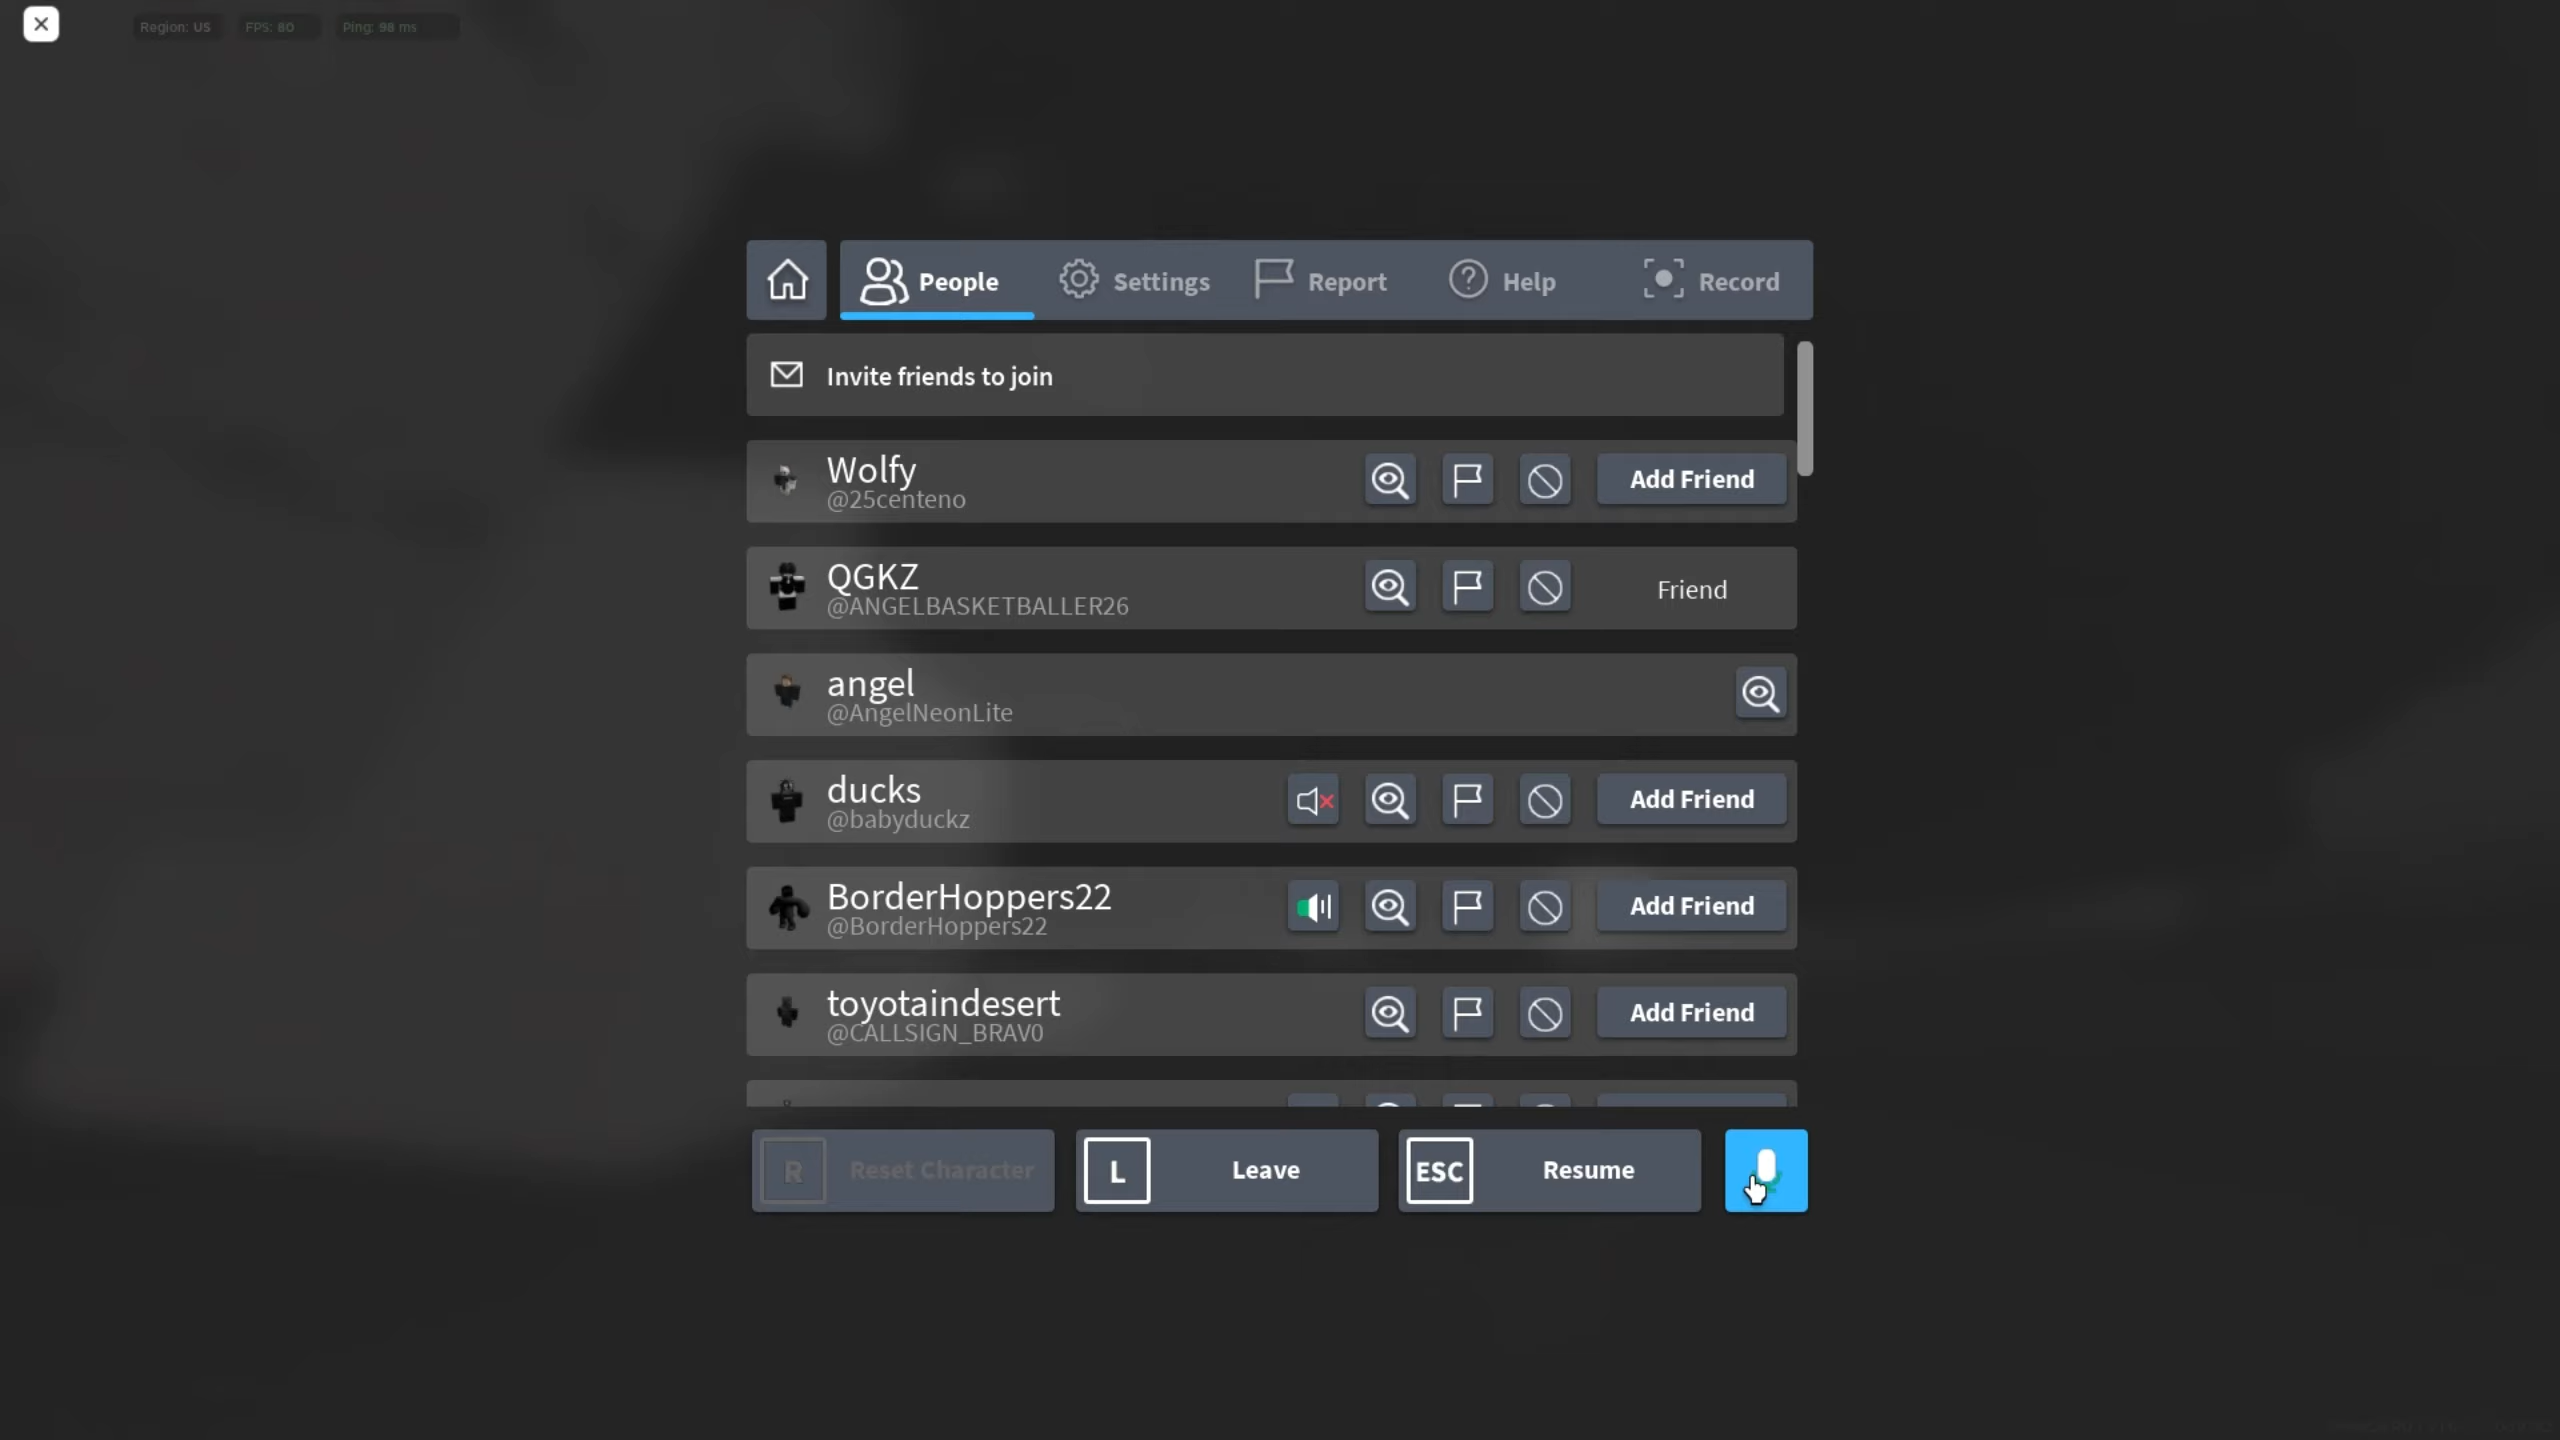 Region: US FPS: 80 Ping: 98 ms
People Settings Report Help Record
Invite friends to join
Wolfy
@25centeno
Add Friend
QGKZ
@ANGELBASKETBALLER26
Friend
angel
@AngelNeonLite
ducks
@babyduckz
Add Friend
BorderHoppers22
@BorderHoppers22
Add Friend
toyotaindesert
@CALLSIGN_BRAV0
Add Friend
R Reset Character L Leave ESC Resume